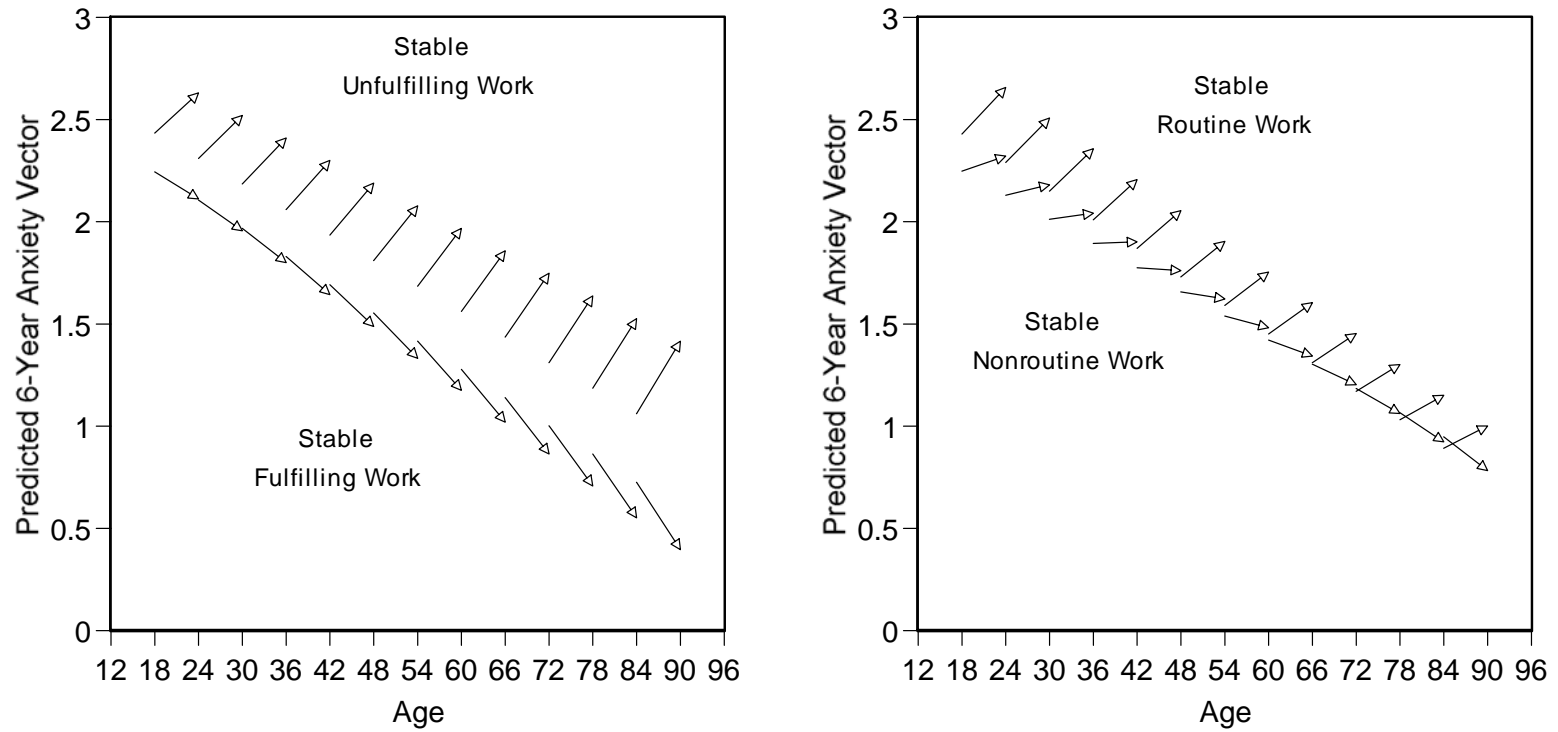 3
2.5
2
1.5
1
0.5
0
Predicted 6-Year Anxiety Vector
Stable
Unfulfilling Work
Stable
Fulfilling Work
12 18 24 30 36 42 48 54 60 66 72 78 84 90 96
Age
3
2.5
2
1.5
1
0.5
0
Predicted 6-Year Anxiety Vector
Stable
Routine Work
Stable
Nonroutine Work
12 18 24 30 36 42 48 54 60 66 72 78 84 90 96
Age